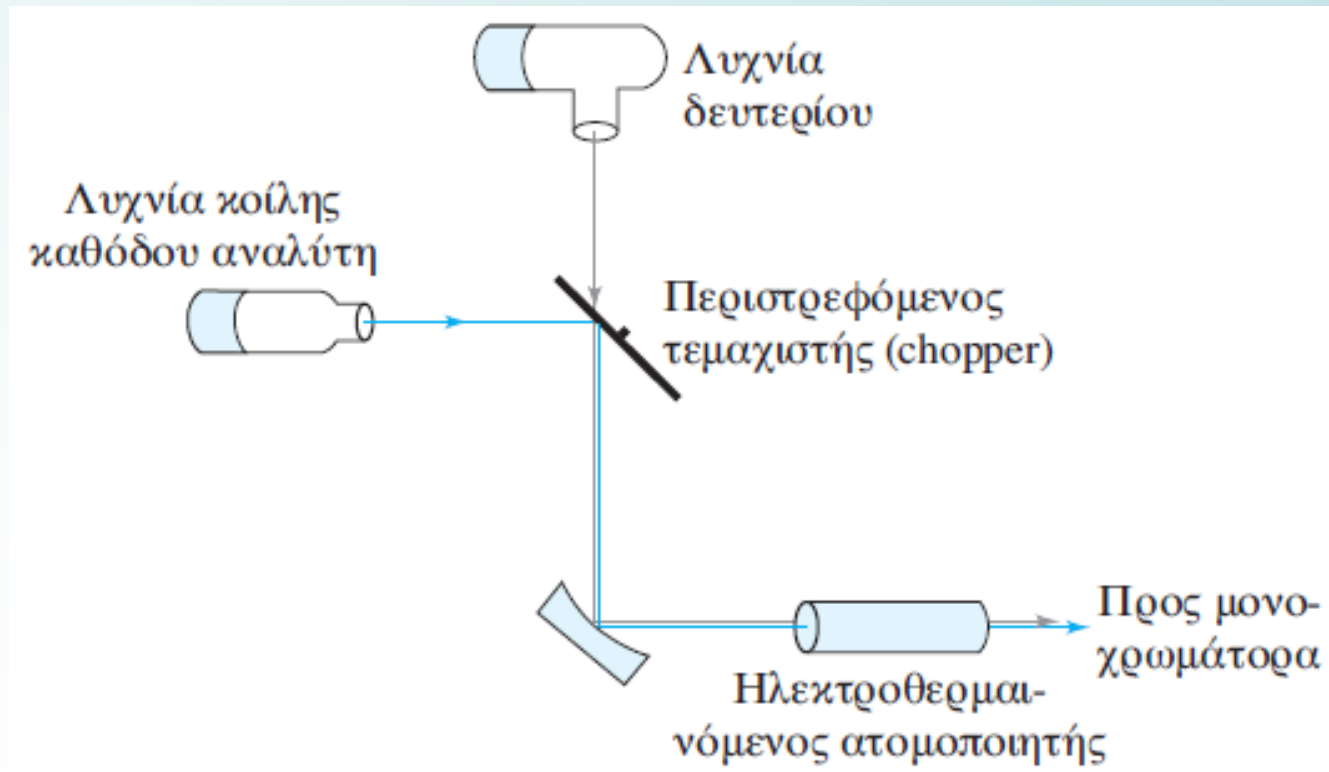 Λυχνία
δευτερίου
Λυχνία κοίλης
καθόδου αναλύτη
Περιστρεφόμενος
τεμαχιστής (chopper)
Προς μονο-
χρωμάτορα
Ηλεκτροθερμαι-
νόμενος ατομοποιητής